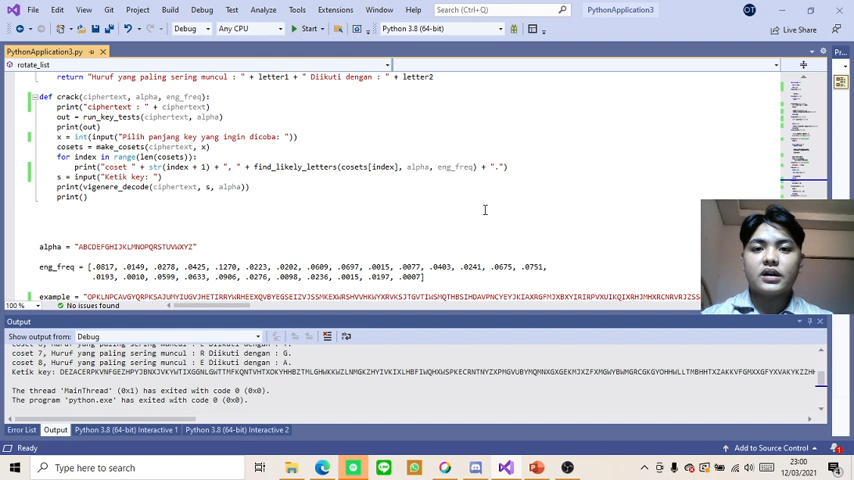 File Edit View Git Project Build Debug Test Analyze Tools Extensions Window Help Search (Ctrl+Q) PythonApplication3 OT
Debug Any CPU Start Python 3.8 (64-bit) Live Share
PythonApplication3.py
rotate_list
return "Huruf yang paling sering muncul : " + letter1 + " Diikuti dengan : " + letter2
def crack(ciphertext, alpha, eng_freq):
print("ciphertext : " + ciphertext)
out = run_key_tests(ciphertext, alpha)
print(out)
x = int(input("Pilih panjang key yang ingin dicoba: "))
cosets = make_cosets(ciphertext, x)
for index in range(len(cosets)):
print("coset " + str(index + 1) + ", " + find_likely_letters(cosets[index], alpha, eng_freq) + ".")
s = input("Ketik key: ")
print(vigenere_decode(ciphertext, s, alpha))
print()
alpha = "ABCDEFGHIJKLMNOPQRSTUVWXYZ"
eng_freq = [.0817, .0149, .0278, .0425, .1270, .0223, .0202, .0609, .0697, .0015, .0077, .0403, .0241, .0675, .0751,
.0193, .0010, .0599, .0633, .0906, .0276, .0098, .0236, .0015, .0197, .0007]
100 % No issues found
Output
Show output from: Debug
coset 7, Huruf yang paling sering muncul : R Diikuti dengan : G.
coset 8, Huruf yang paling sering muncul : E Diikuti dengan : A.
The thread 'MainThread' (0x1) has exited with code 0 (0x0).
The program 'python.exe' has exited with code 0 (0x0).
Error List Output Python 3.8 (64-bit) Interactive 1 Python 3.8 (64-bit) Interactive 2
Ready Add to Source Control
Type here to search
23:00
12/03/2021